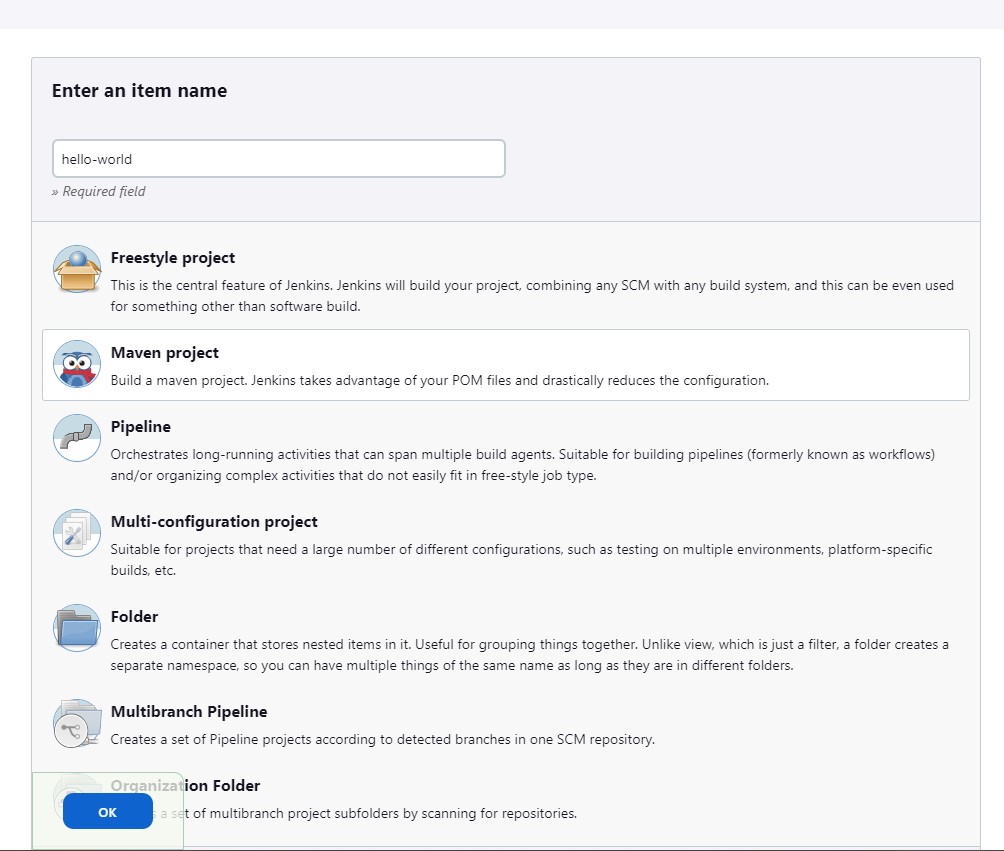 Enter an item name
hello-world
» Required field
Freestyle project
This is the central feature of Jenkins. Jenkins will build your project, combining any SCM with any build system, and this can be even used
for something other than software build.
Maven project
Build a maven project. Jenkins takes advantage of your POM files and drastically reduces the configuration.
Pipeline
Orchestrates long-running activities that can span multiple build agents. Suitable for building pipelines (formerly known as workflows)
and/or organizing complex activities that do not easily fit in free-style job type.
Multi-configuration project
Suitable for projects that need a large number of different configurations, such as testing on multiple environments, platform-specific
builds, etc.
Folder
Creates a container that stores nested items in it. Useful for grouping things together. Unlike view, which is just a filter, a folder creates a
separate namespace, so you can have multiple things of the same name as long as they are in different folders.
Multibranch Pipeline
Creates a set of Pipeline projects according to detected branches in one SCM repository.
Organization Folder
a set of multibranch project subfolders by scanning for repositories.
OK